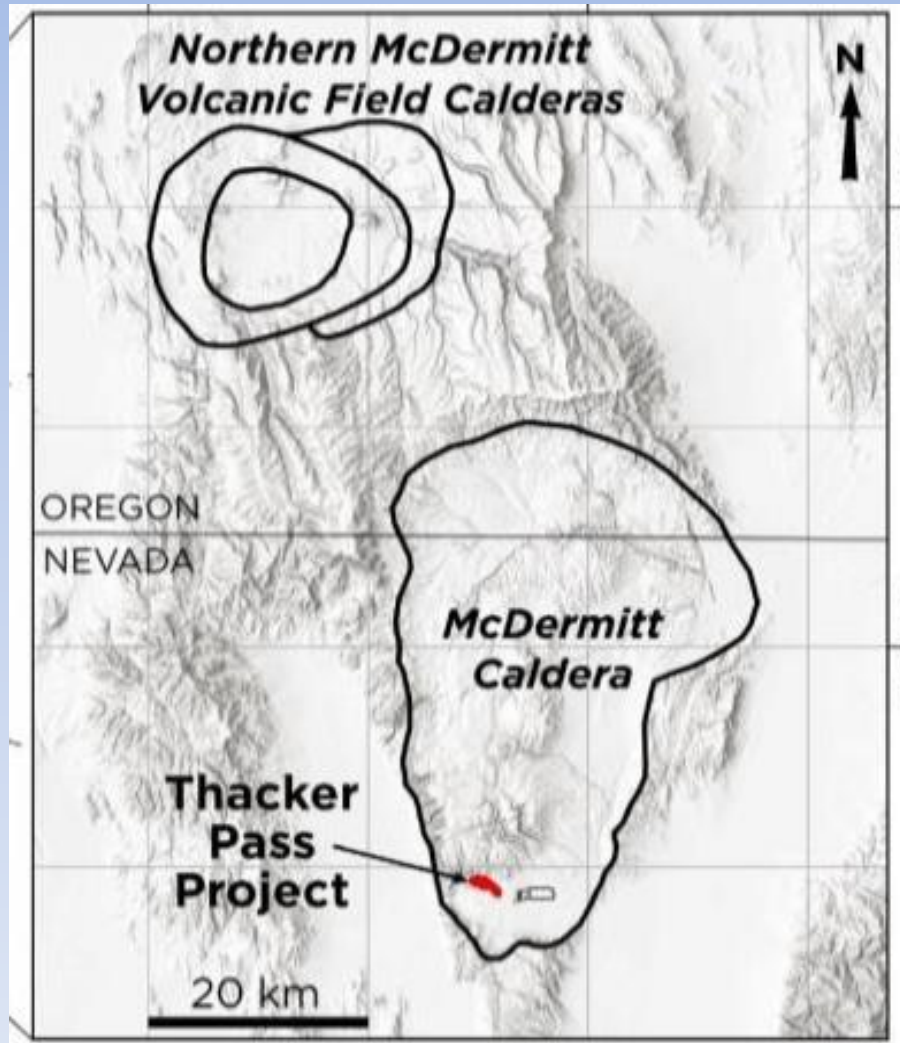 Northern McDermitt
Volcanic Field Calderas
N
OREGON
NEVADA
McDermitt
Caldera
Thacker
Pass
Project
20 km